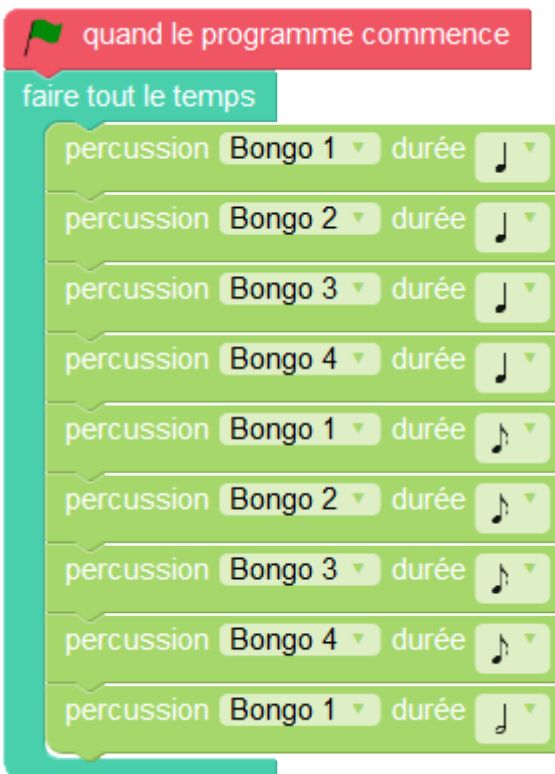 quand le programme commence
faire tout le temps
percussion Bongo 1 durée ♩
percussion Bongo 2 durée ♩
percussion Bongo 3 durée ♩
percussion Bongo 4 durée ♩
percussion Bongo 1 durée ♪
percussion Bongo 2 durée ♪
percussion Bongo 3 durée ♪
percussion Bongo 4 durée ♪
percussion Bongo 1 durée 𝅗𝅥